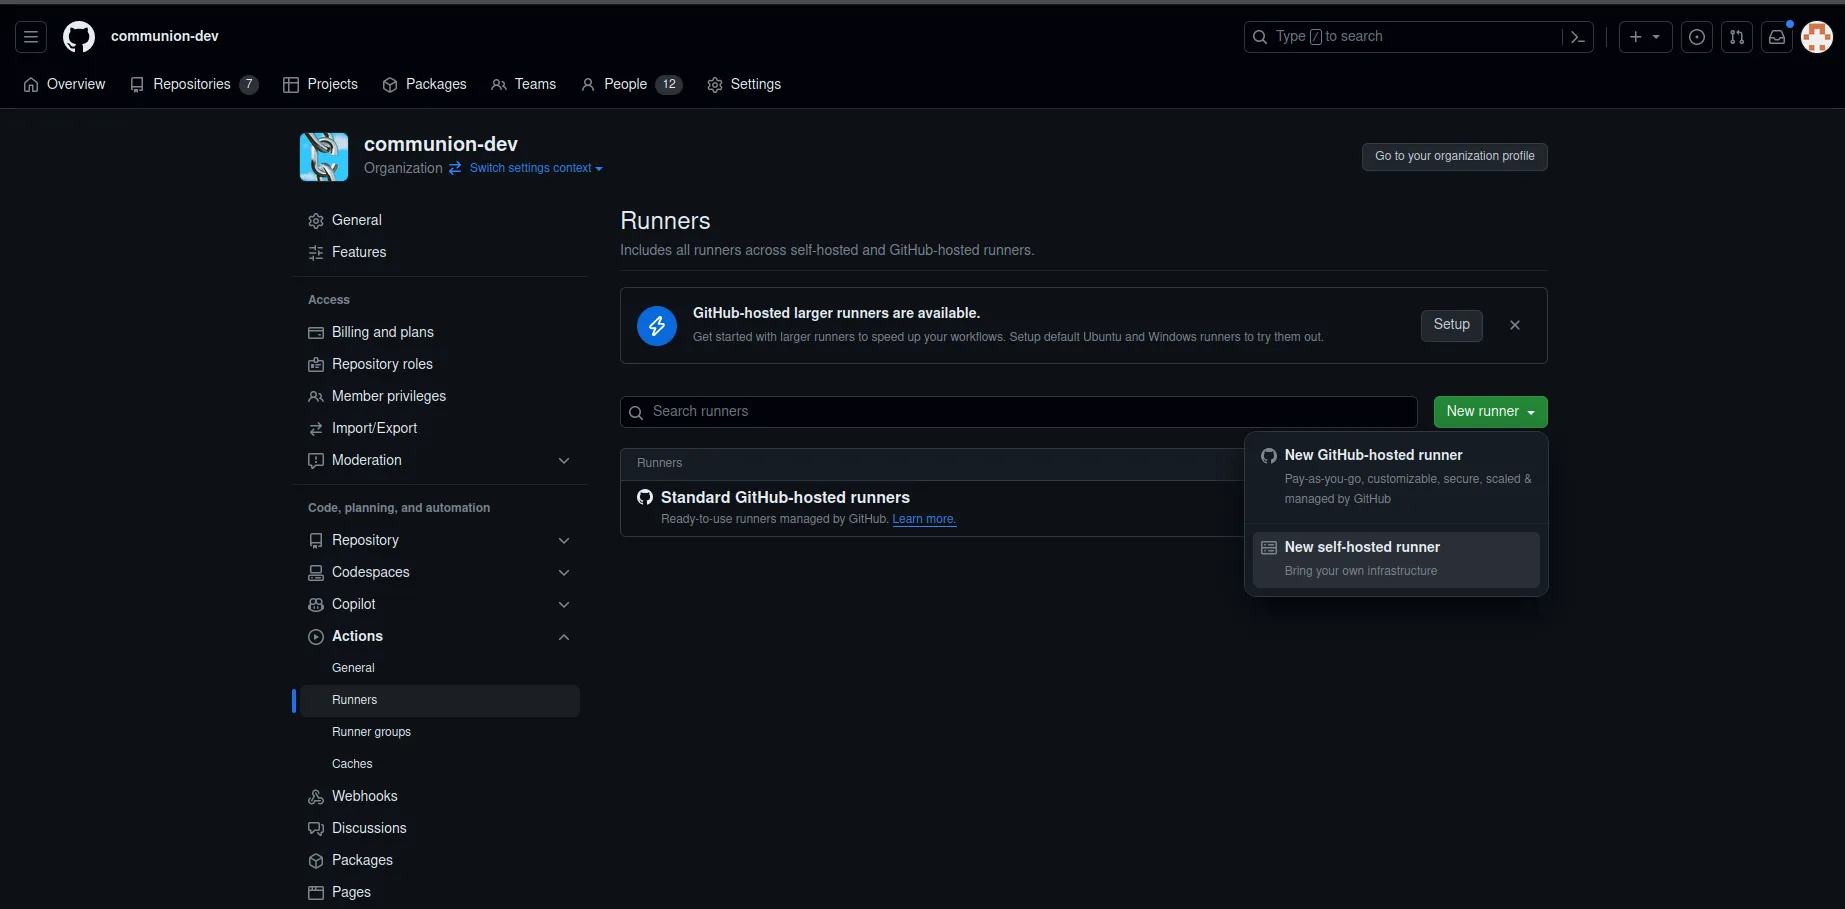 communion-dev
Type / to search
Overview
Repositories 7
Projects
Packages
Teams
People 12
Settings
communion-dev
Organization Switch settings context
Go to your organization profile
General
Features
Access
Billing and plans
Repository roles
Member privileges
Import/Export
Moderation
Code, planning, and automation
Repository
Codespaces
Copilot
Actions
General
Runners
Runner groups
Caches
Webhooks
Discussions
Packages
Pages
Runners
Includes all runners across self-hosted and GitHub-hosted runners.
GitHub-hosted larger runners are available.
Get started with larger runners to speed up your workflows. Setup default Ubuntu and Windows runners to try them out.
Setup
Search runners
New runner
Runners
Standard GitHub-hosted runners
Ready-to-use runners managed by GitHub. Learn more.
New GitHub-hosted runner
Pay-as-you-go, customizable, secure, scaled &
managed by GitHub
New self-hosted runner
Bring your own infrastructure